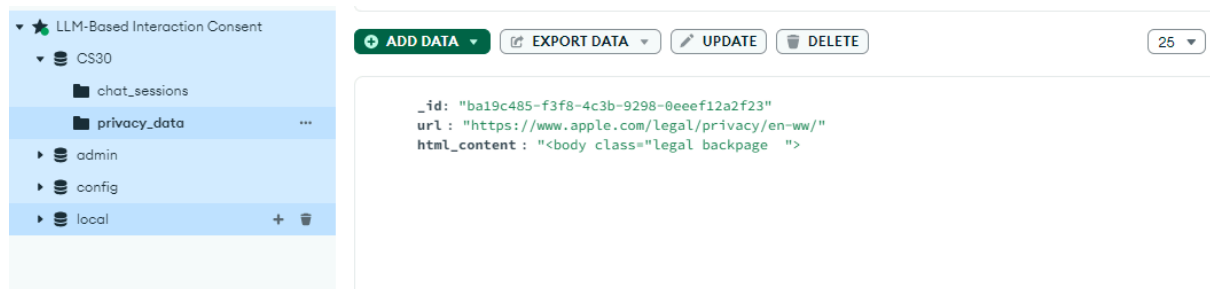 LLM-Based Interaction Consent
CS30
chat_sessions
privacy_data
admin
config
local
ADD DATA
EXPORT DATA
UPDATE
DELETE
25
_id: "ba19c485-f3f8-4c3b-9298-0eeef12a2f23"
url : "https://www.apple.com/legal/privacy/en-ww/"
html_content : "<body class="legal backpage  ">